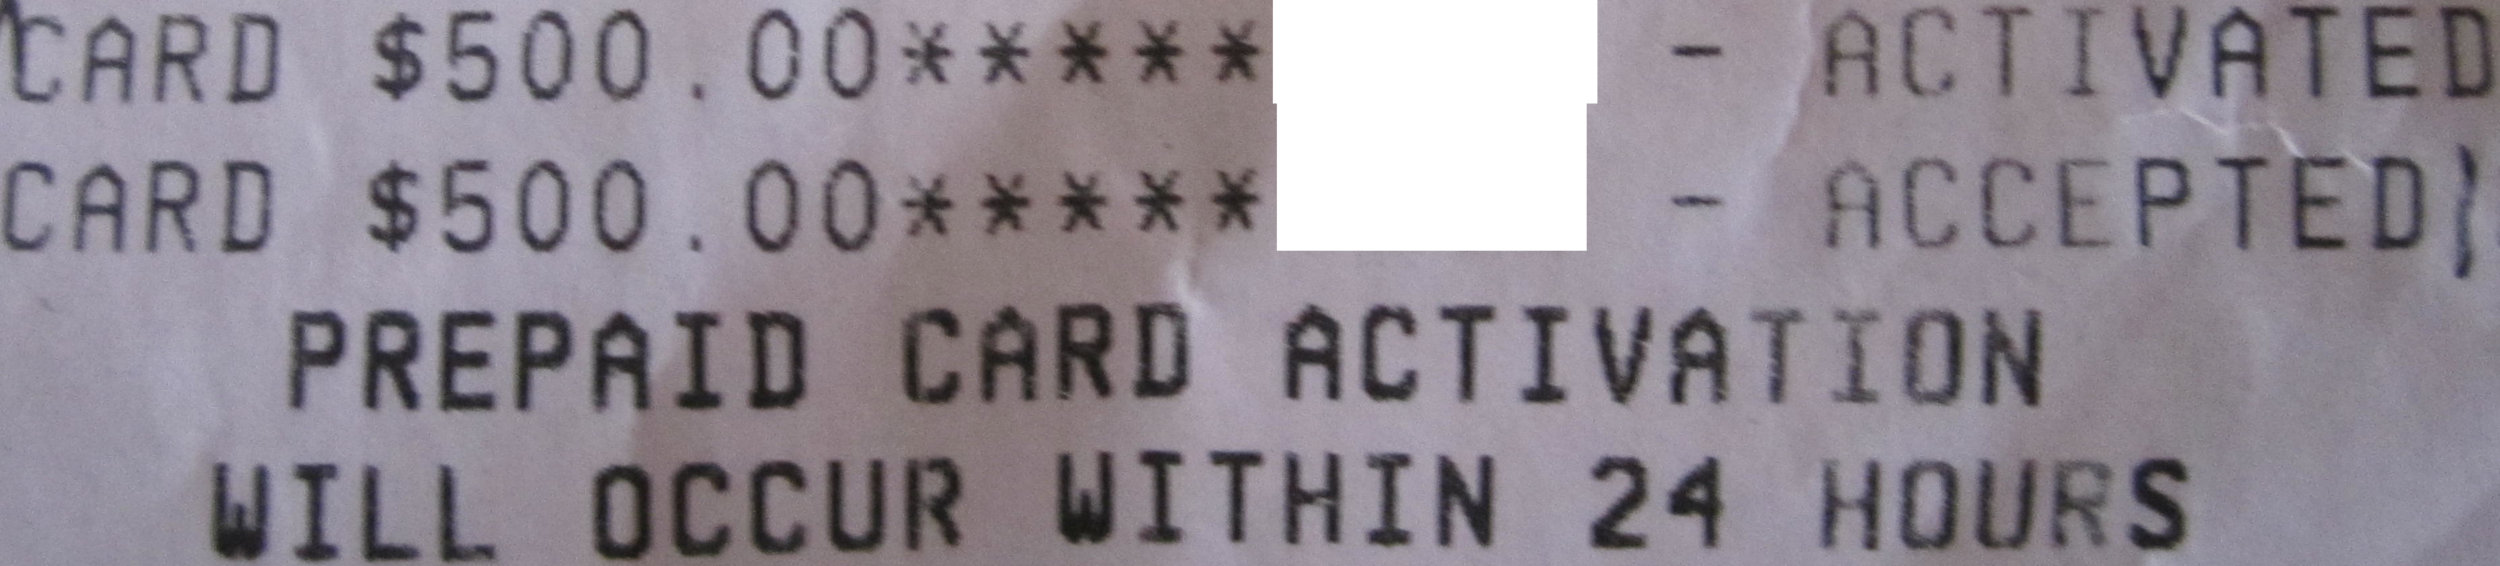 CARD $500.00***** - ACTIVATED
CARD $500.00***** - ACCEPTED
PREPAID CARD ACTIVATION
WILL OCCUR WITHIN 24 HOURS